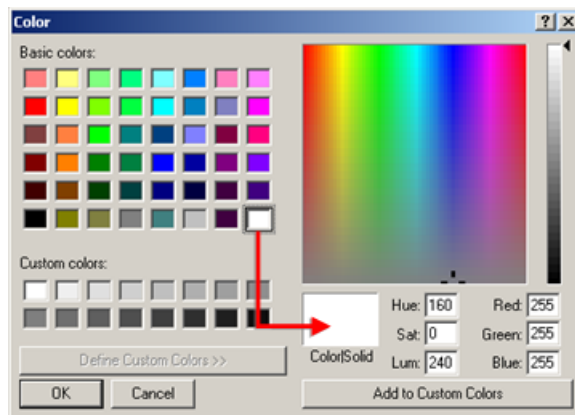 Color
Basic colors:
Custom colors:
Define Custom Colors >>
OK Cancel
Color|Solid
Hue: 160 Red: 255
Sat: 0 Green: 255
Lum: 240 Blue: 255
Add to Custom Colors